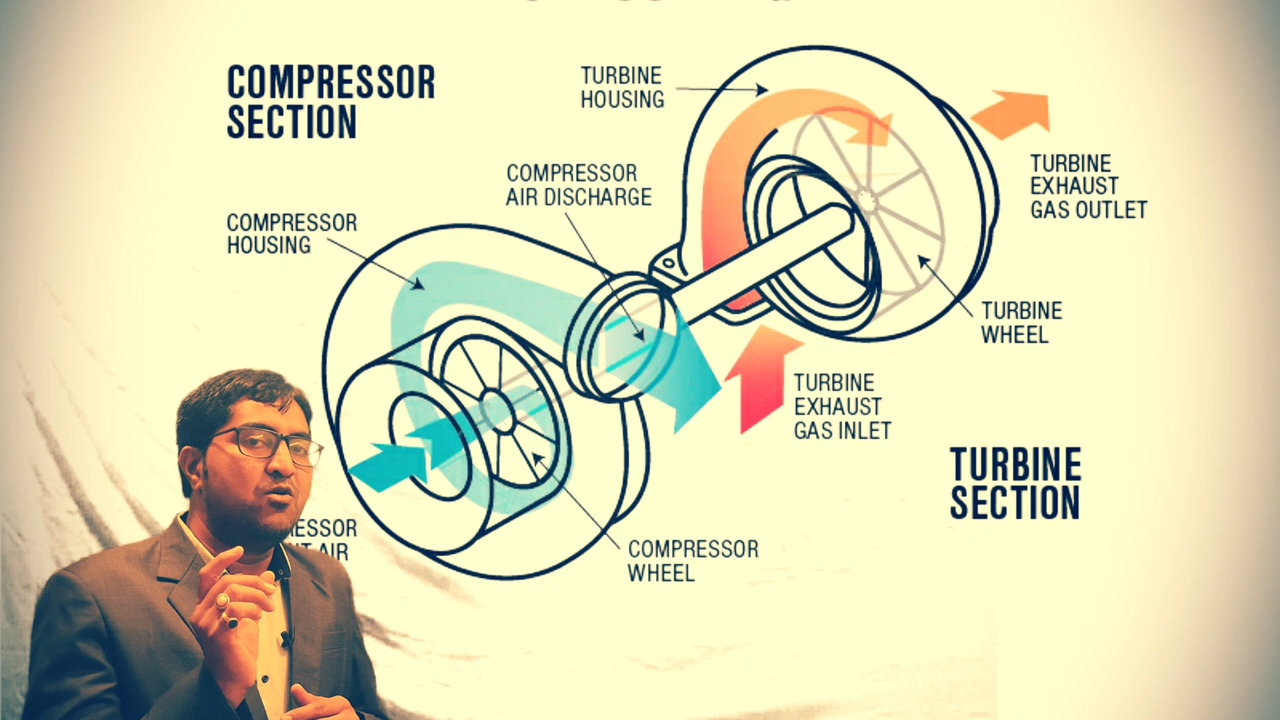 COMPRESSOR
SECTION
TURBINE
HOUSING
COMPRESSOR
AIR DISCHARGE
TURBINE
EXHAUST
GAS OUTLET
COMPRESSOR
HOUSING
TURBINE
WHEEL
TURBINE
EXHAUST
GAS INLET
TURBINE
SECTION
COMPRESSOR
WHEEL
AIR